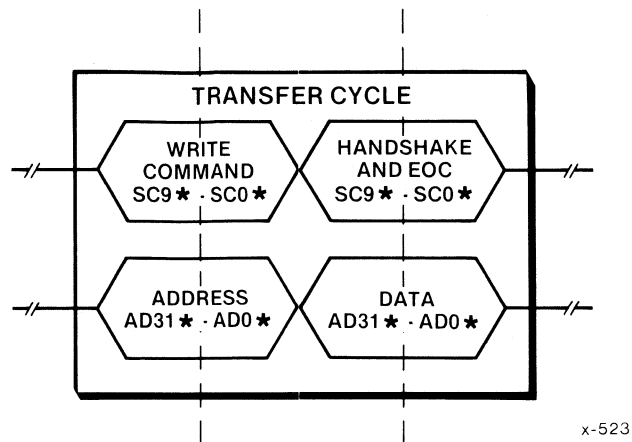 TRANSFER CYCLE
WRITE
COMMAND
SC9★ - SC0★
HANDSHAKE
AND EOC
SC9★ - SC0★
ADDRESS
AD31★ - AD0★
DATA
AD31★ - AD0★
x-523